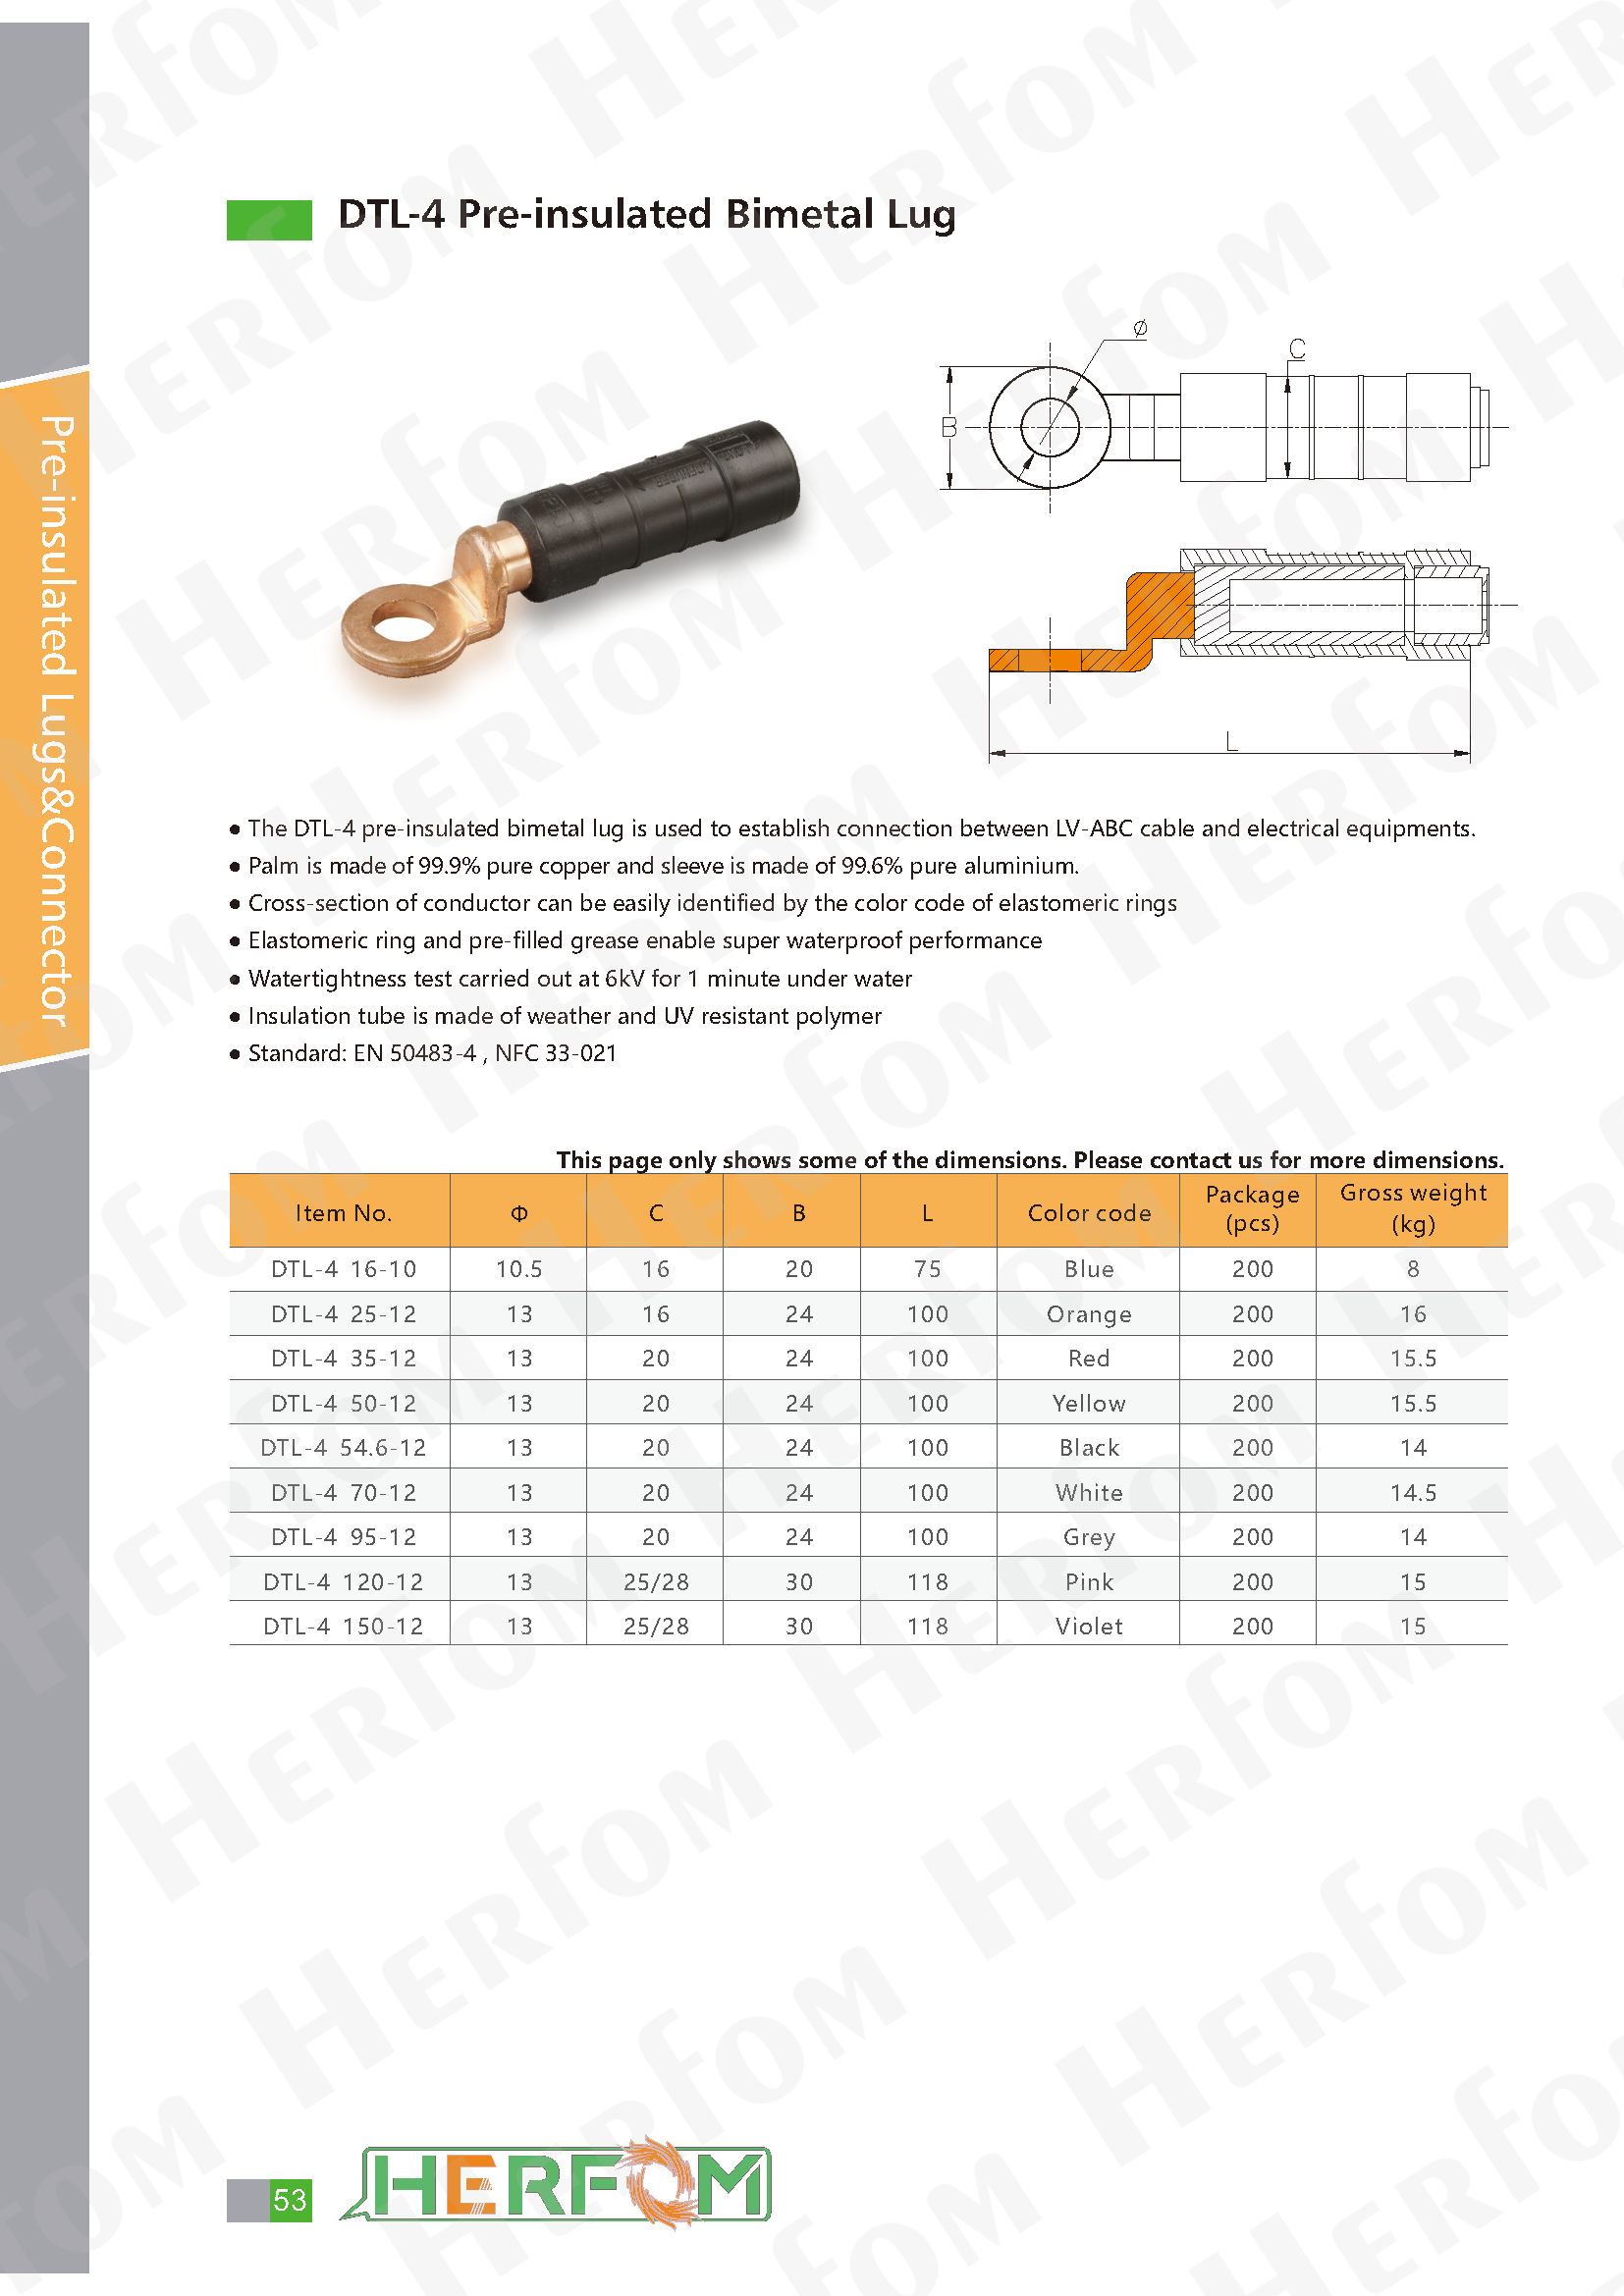 DTL-4 Pre-insulated Bimetal Lug
Pre-insulated Lugs&Connector
Ø
C
B
L
● The DTL-4 pre-insulated bimetal lug is used to establish connection between LV-ABC cable and electrical equipments.
● Palm is made of 99.9% pure copper and sleeve is made of 99.6% pure aluminium.
● Cross-section of conductor can be easily identified by the color code of elastomeric rings
● Elastomeric ring and pre-filled grease enable super waterproof performance
● Watertightness test carried out at 6kV for 1 minute under water
● Insulation tube is made of weather and UV resistant polymer
● Standard: EN 50483-4 , NFC 33-021
This page only shows some of the dimensions. Please contact us for more dimensions.
Item No. Φ C B L Color code Package (pcs) Gross weight (kg)
DTL-4 16-10 10.5 16 20 75 Blue 200 8
DTL-4 25-12 13 16 24 100 Orange 200 16
DTL-4 35-12 13 20 24 100 Red 200 15.5
DTL-4 50-12 13 20 24 100 Yellow 200 15.5
DTL-4 54.6-12 13 20 24 100 Black 200 14
DTL-4 70-12 13 20 24 100 White 200 14.5
DTL-4 95-12 13 20 24 100 Grey 200 14
DTL-4 120-12 13 25/28 30 118 Pink 200 15
DTL-4 150-12 13 25/28 30 118 Violet 200 15
53
HERFOM